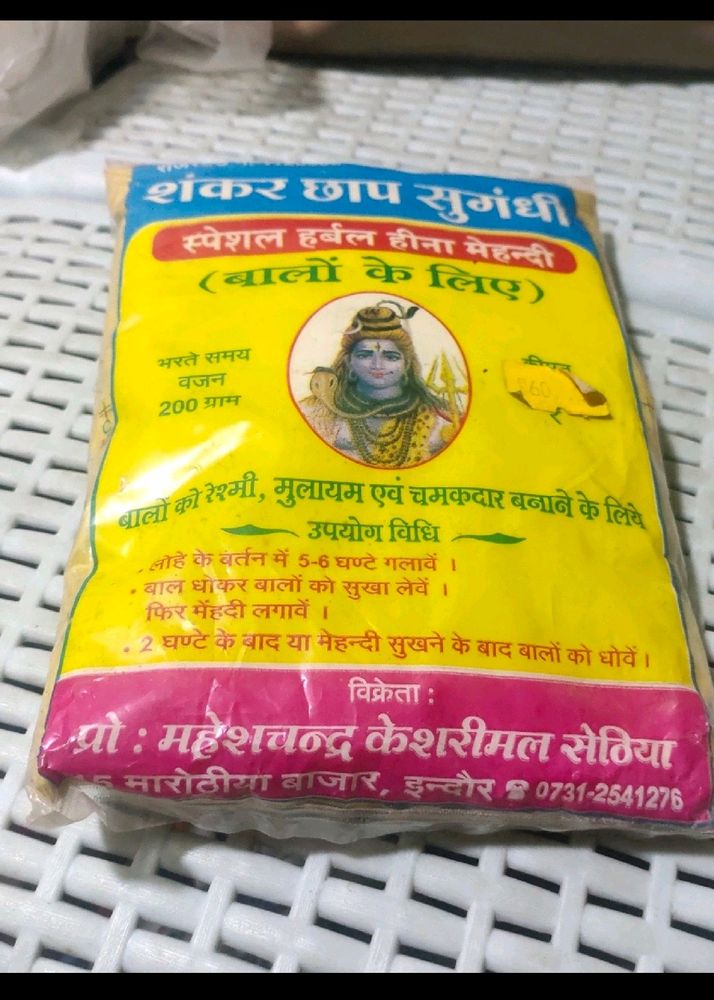 शंकर छाप सुगंधी
स्पेशल हर्बल हीना मेहन्दी
(बालों के लिए)
भरते समय
वजन
200 ग्राम
कीमत
बालों को रेश्मी, मुलायम एवं चमकदार बनाने के लिये
उपयोग विधि
लोहे के बर्तन में 5-6 घण्टे गलावें ।
• बाल धोकर बालों को सुखा लेवें ।
फिर मेंहदी लगावें ।
• 2 घण्टे के बाद या मेहन्दी सुखने के बाद बालों को धोवें ।
विक्रेता :
प्रो : महेशचन्द्र केशरीमल सेठिया
मारोठीया बाजार, इन्दौर ☎ 0731-2541276